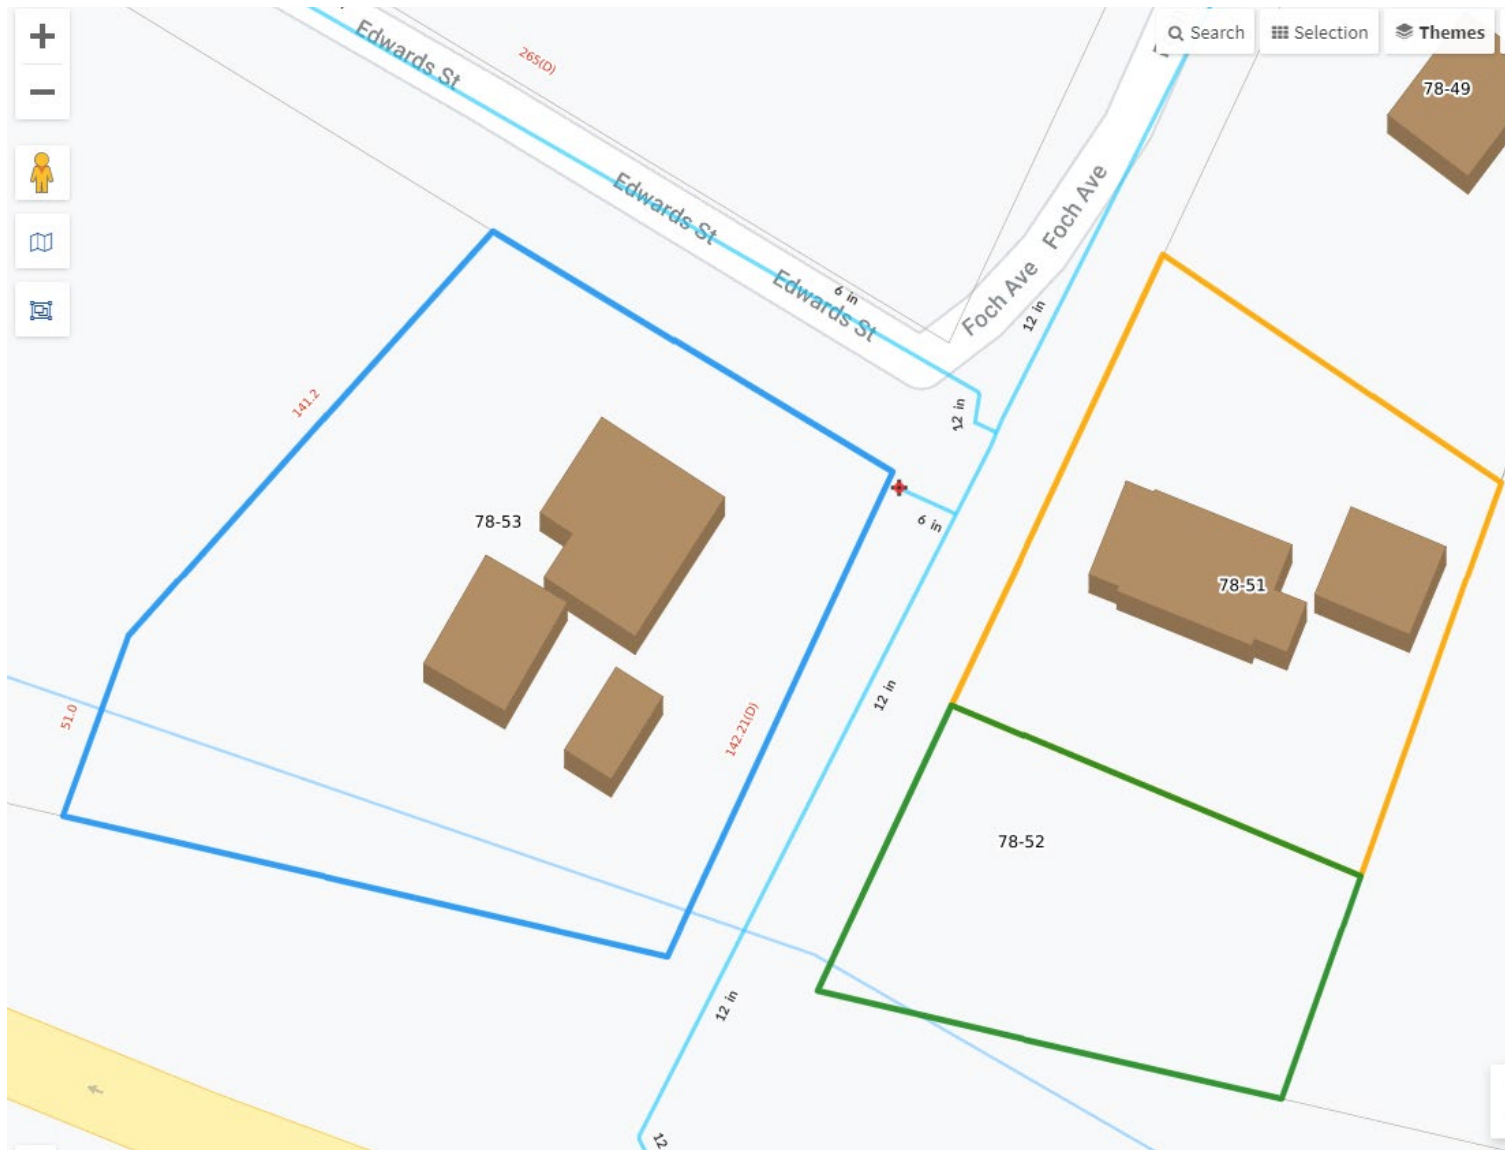 +
−
Search
Selection
Themes
Edwards St
265(D)
78-49
Edwards St
Foch Ave
Edwards St
6 in
Foch Ave
12 in
141.2
12 in
78-53
6 in
78-51
12 in
51.0
142.21(D)
78-52
12 in
12